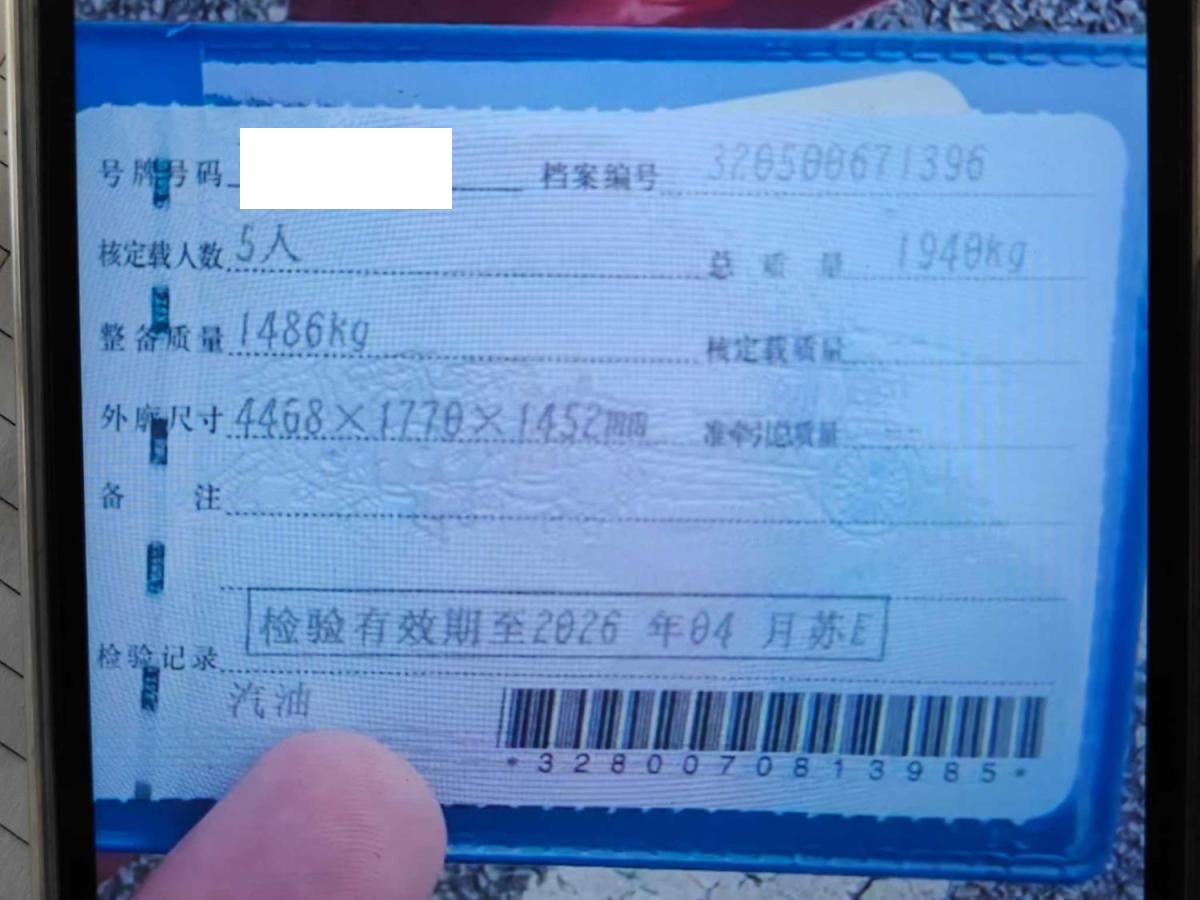 号牌号码 档案编号 320500671396
核定载人数 5人 总质量 1940kg
整备质量 1486kg 核定载质量
外廓尺寸 4468×1770×1452mm 准牵引总质量
备注
检验有效期至2026 年04 月苏E
检验记录
汽油
*3280070813985*